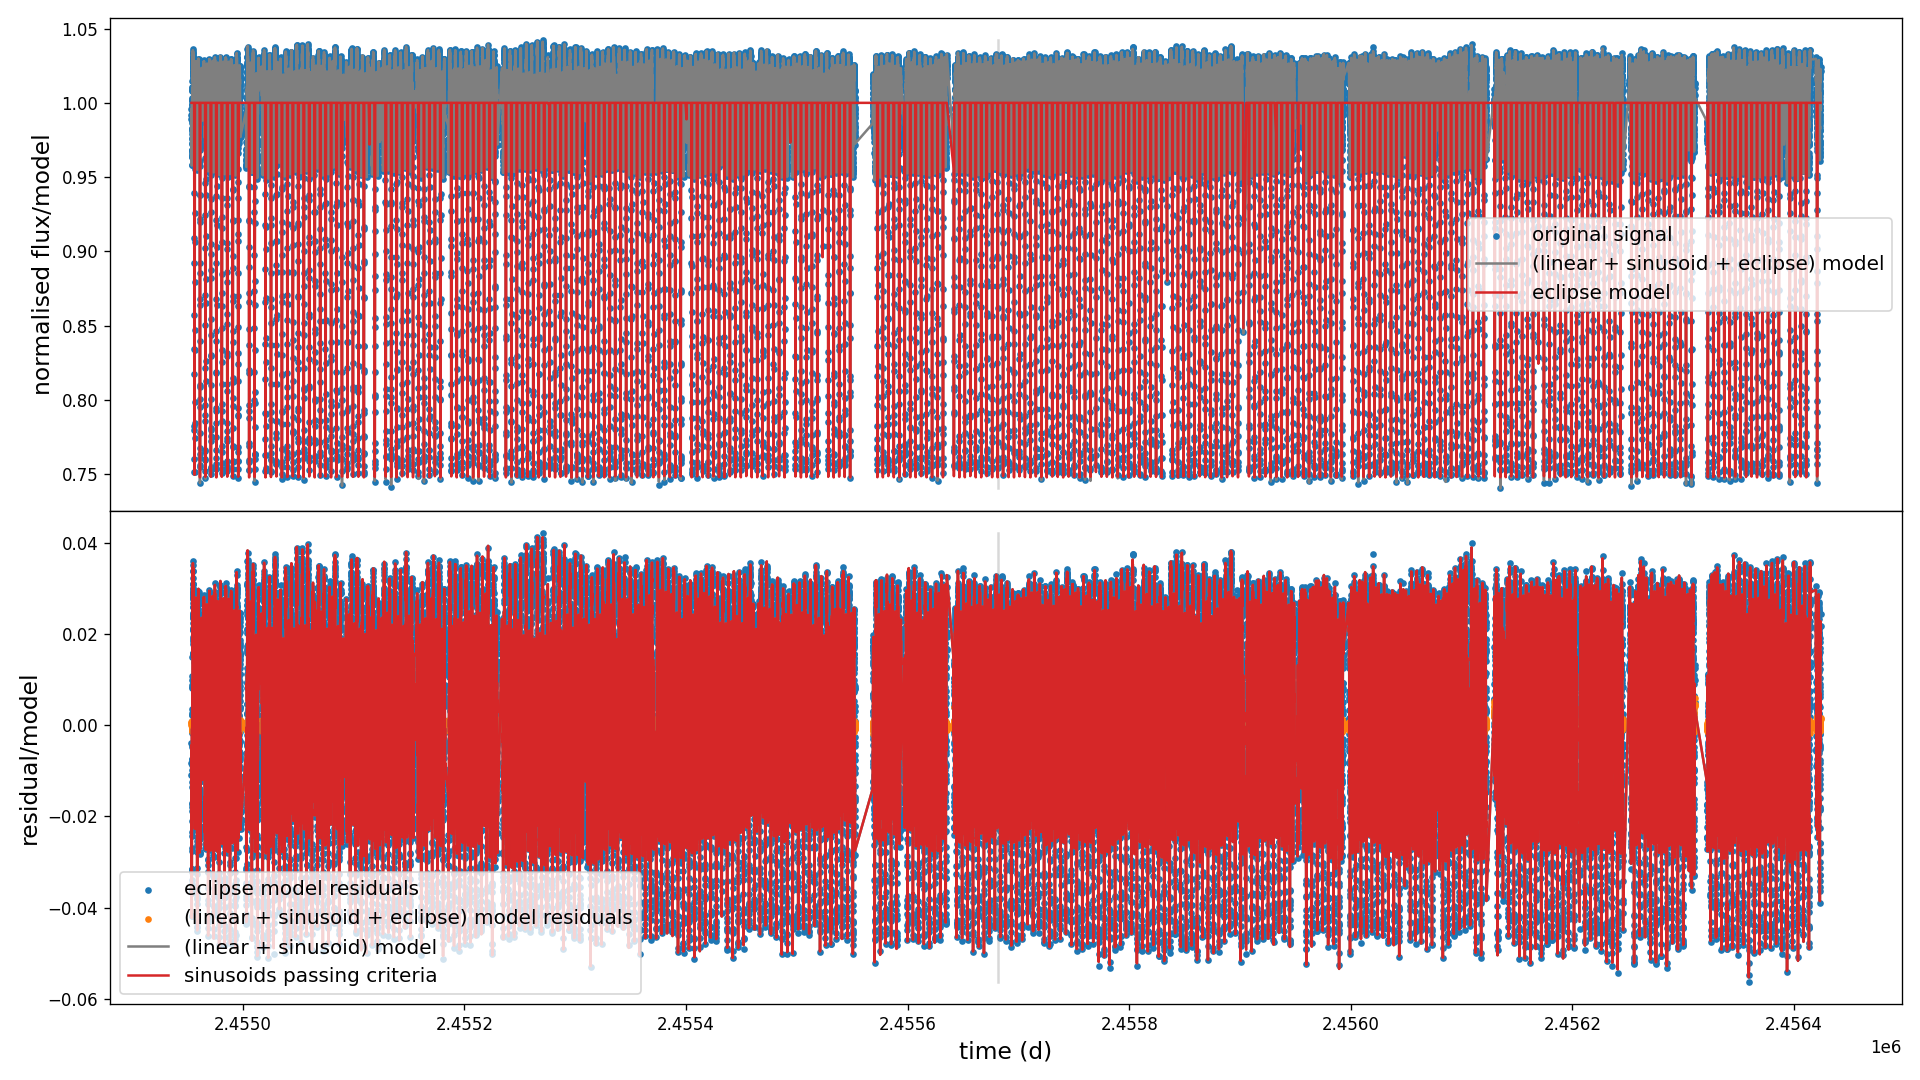 1.05
1.00
0.95
0.90
0.85
0.80
0.75
normalised flux/model
original signal
(linear + sinusoid + eclipse) model
eclipse model
0.04
0.02
0.00
−0.02
−0.04
−0.06
residual/model
eclipse model residuals
(linear + sinusoid + eclipse) model residuals
(linear + sinusoid) model
sinusoids passing criteria
2.4550 2.4552 2.4554 2.4556 2.4558 2.4560 2.4562 2.4564
1e6
time (d)